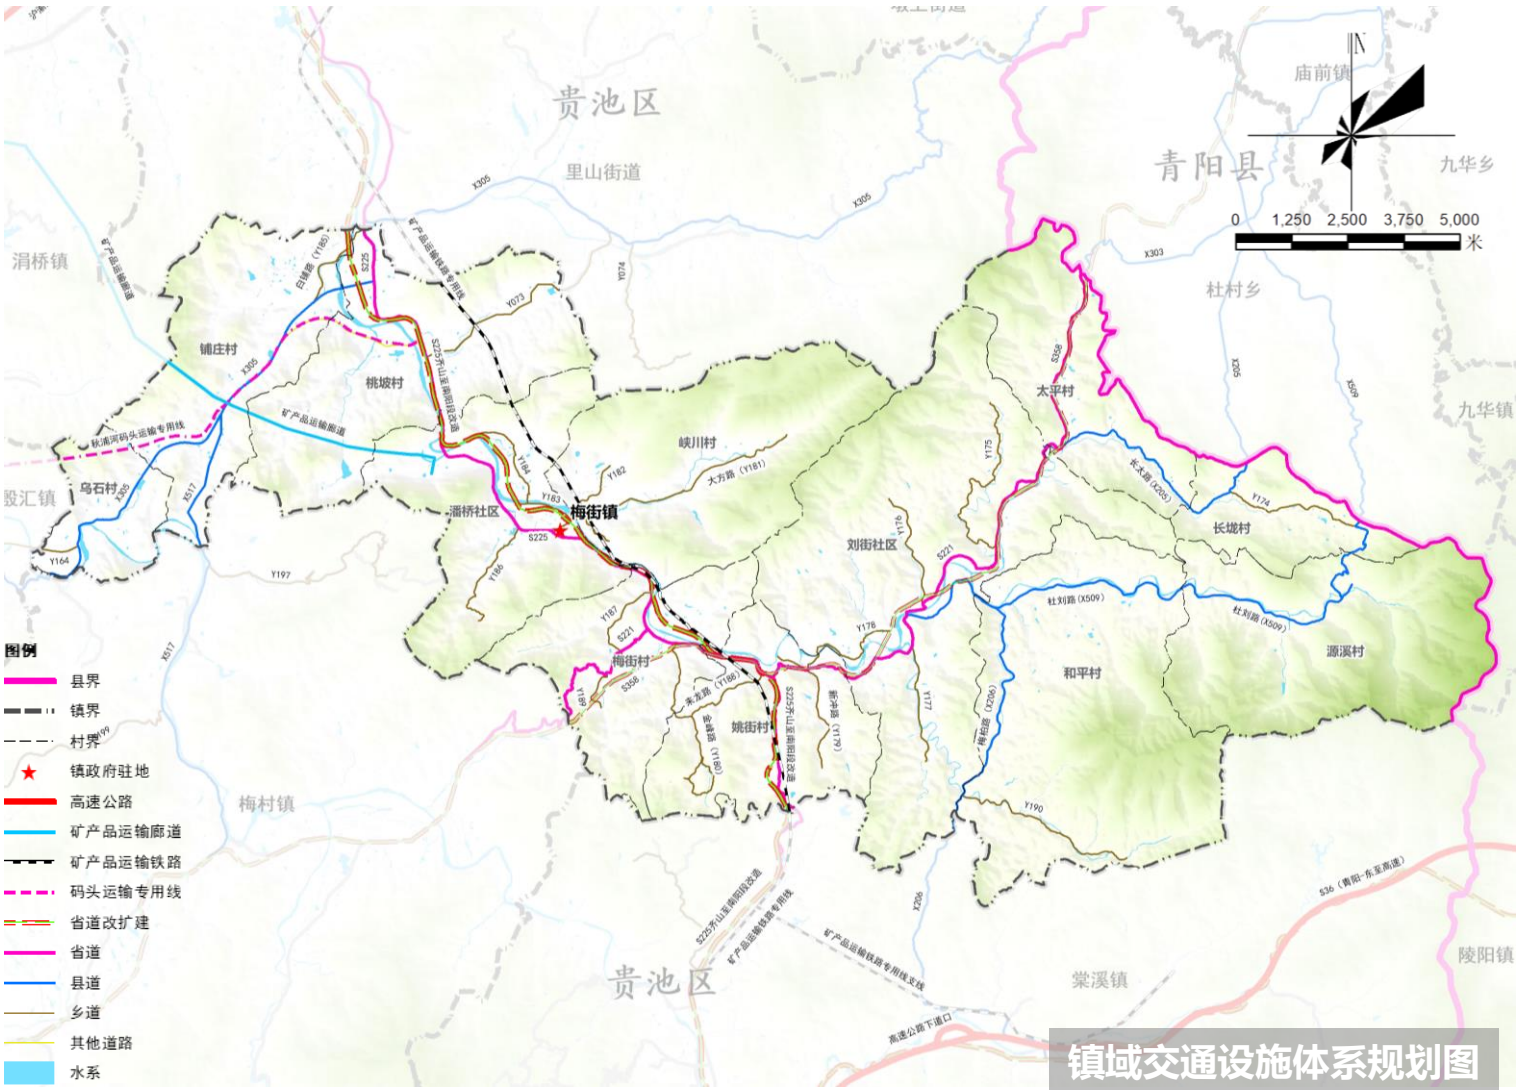 墩上街道
贵池区
庙前镇
N
青阳县
九华乡
里山街道
X305
X305
0 1,250 2,500 3,750 5,000
米
涓桥镇
矿产品运输廊道
矿产品运输铁路专用线
白铺路（Y185）
S225
Y074
X303
杜村乡
Y073
铺庄村
X305
桃坡村
S225齐山至南阳段改造
S358
太平村
X205
X509
九华镇
矿产品运输廊道
秋浦河码头运输专用线
峡川村
Y175
殷汇镇
乌石村
X305
X517
Y184
Y182
大方路（Y181）
长太路(X205)
Y174
长垅村
潘桥社区
Y183
梅街镇
S225
Y176
刘街社区
S221
Y164
Y197
Y186
Y187
S221
Y178
杜刘路(X509)
杜刘路(X509)
源溪村
X517
梅街村
S358
Y189
朱龙路（Y188）
金峰路（Y180）
姚街村
S225齐山至南阳段改造
新冲路（Y179）
Y177
和平村
梅柏路（X206）
Y190
梅村镇
图例
县界
镇界
村界
Y199
镇政府驻地
高速公路
矿产品运输廊道
矿产品运输铁路
码头运输专用线
省道改扩建
省道
县道
乡道
其他道路
水系
S225齐山至南阳段改造
矿产品运输铁路专用线
X206
S36（青阳-东至高速）
矿产品运输铁路专用线支线
贵池区
棠溪镇
陵阳镇
高速公路下道口
镇域交通设施体系规划图